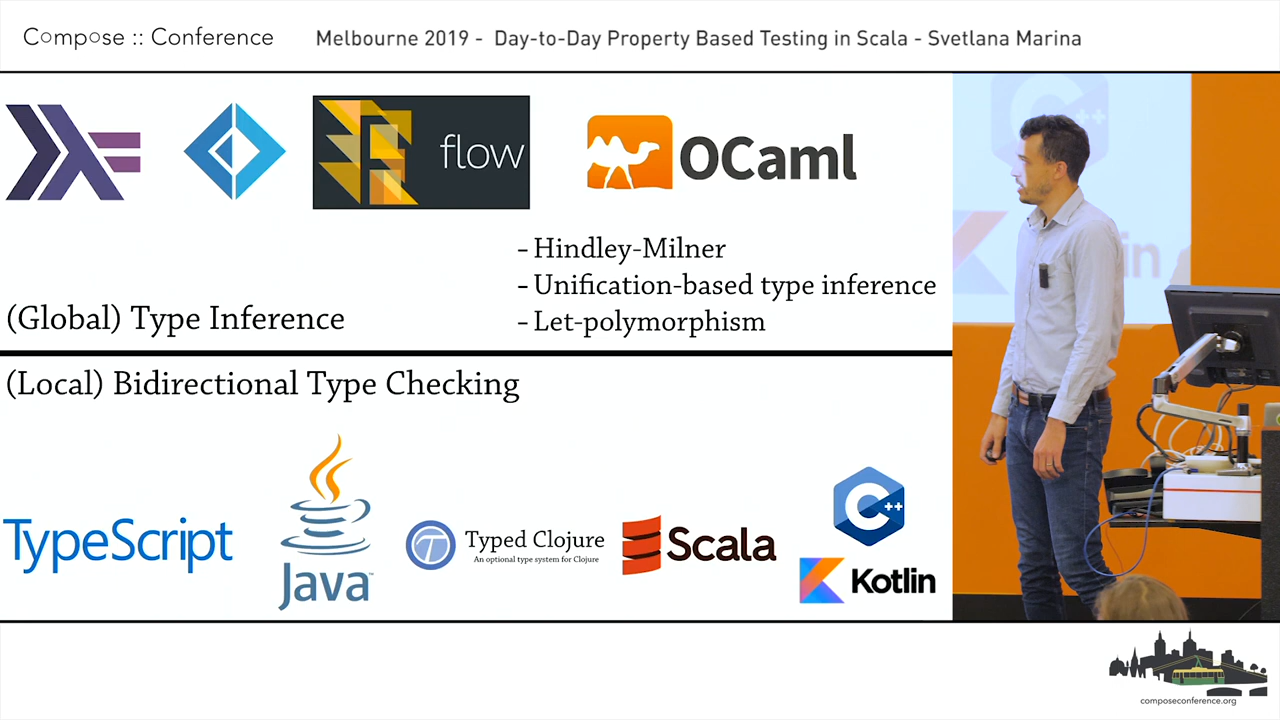 Compose :: Conference
Melbourne 2019 - Day-to-Day Property Based Testing in Scala - Svetlana Marina
flow
OCaml
- Hindley-Milner
- Unification-based type inference
- Let-polymorphism
(Global) Type Inference
(Local) Bidirectional Type Checking
TypeScript
Java™
Typed Clojure
An optional type system for Clojure
Scala
C++
Kotlin
C++
in
composeconference.org